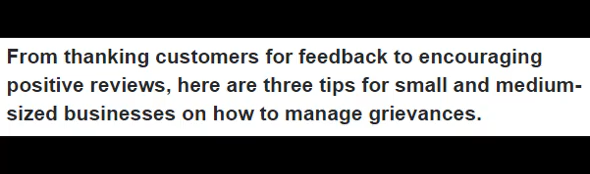 From thanking customers for feedback to encouraging
positive reviews, here are three tips for small and medium-
sized businesses on how to manage grievances.